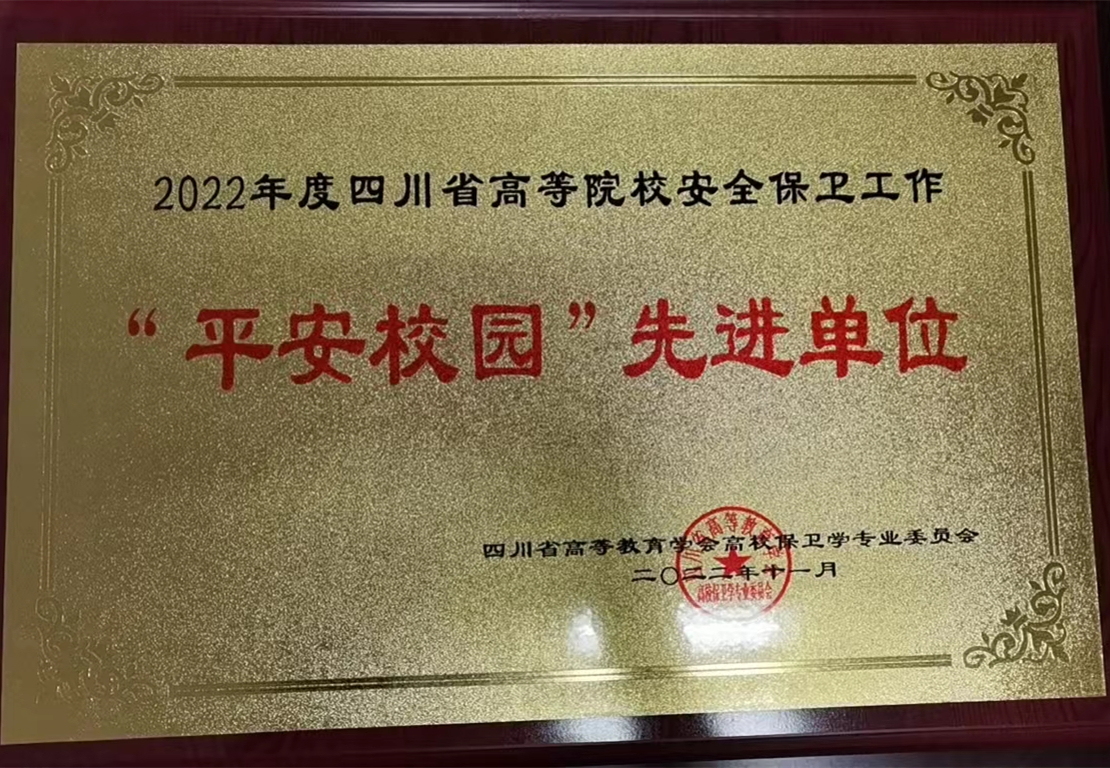 2022年度四川省高等院校安全保卫工作
“平安校园”先进单位
四川省高等教育学会高校保卫学专业委员会
二〇二二年十一月